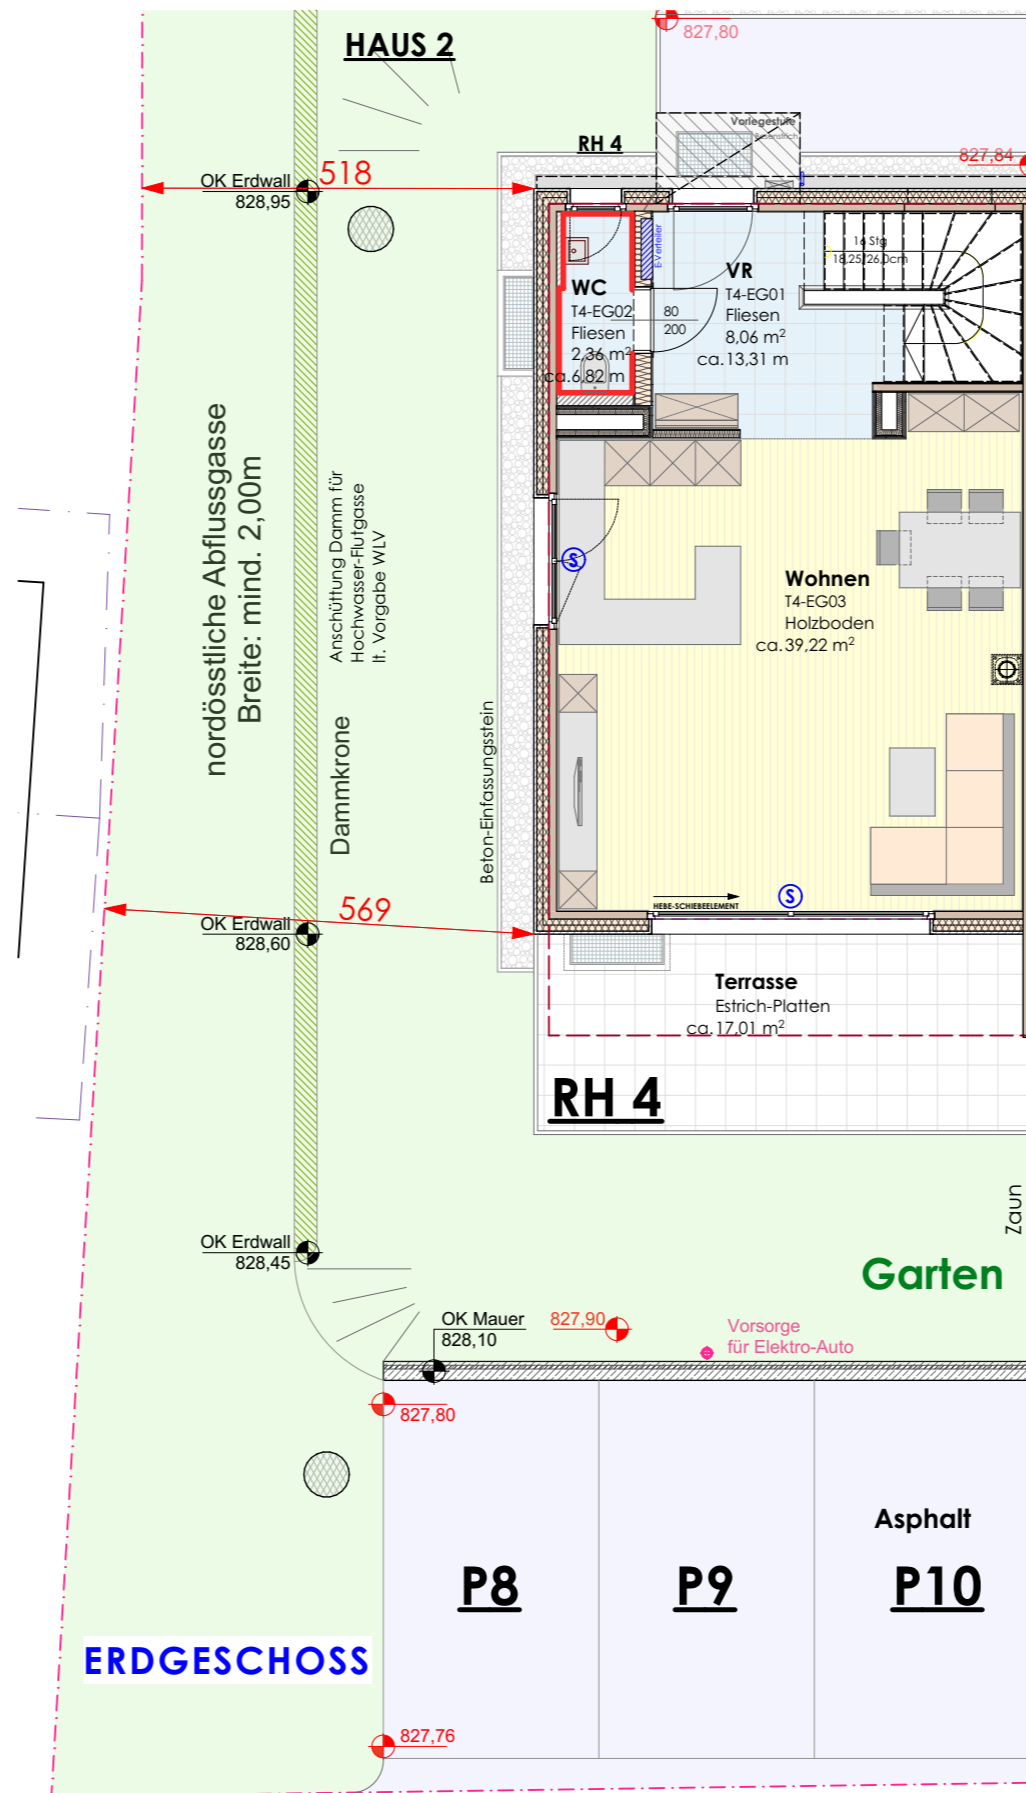 827,80
HAUS 2
Vorlegestufe
RH 4
827,84
OK Erdwall
828,95
518
E-Verteiler
16 Stg
18,25/26,0cm
WC
T4-EG02
Fliesen
2,36 m²
ca.6,82 m
80
200
VR
T4-EG01
Fliesen
8,06 m²
ca.13,31 m
nordösstliche Abflussgasse
Breite: mind. 2,00m
Anschüttung Damm für
Hochwasser-Flutgasse
lt. Vorgabe WLV
Dammkrone
Beton-Einfassungsstein
S
Wohnen
T4-EG03
Holzboden
ca.39,22 m²
569
OK Erdwall
828,60
HEBE-SCHIEBEELEMENT
S
Terrasse
Estrich-Platten
ca.17,01 m²
RH 4
Zaun
OK Erdwall
828,45
Garten
OK Mauer
828,10
827,90
Vorsorge
für Elektro-Auto
827,80
Asphalt
P8
P9
P10
ERDGESCHOSS
827,76